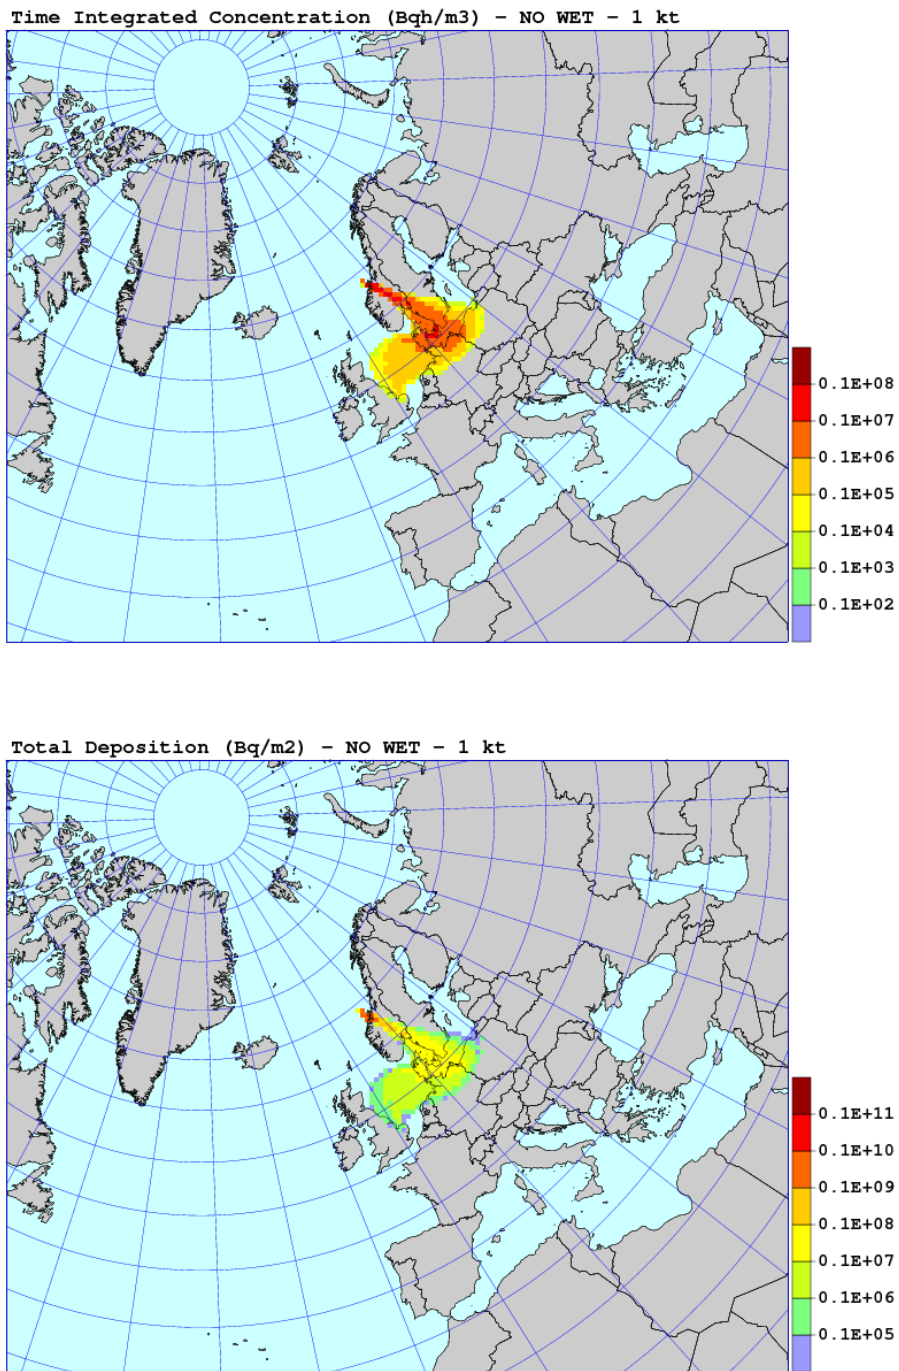 Time Integrated Concentration (Bqh/m3) – NO WET – 1 kt
0.1E+08
0.1E+07
0.1E+06
0.1E+05
0.1E+04
0.1E+03
0.1E+02
Total Deposition (Bq/m2) – NO WET – 1 kt
0.1E+11
0.1E+10
0.1E+09
0.1E+08
0.1E+07
0.1E+06
0.1E+05